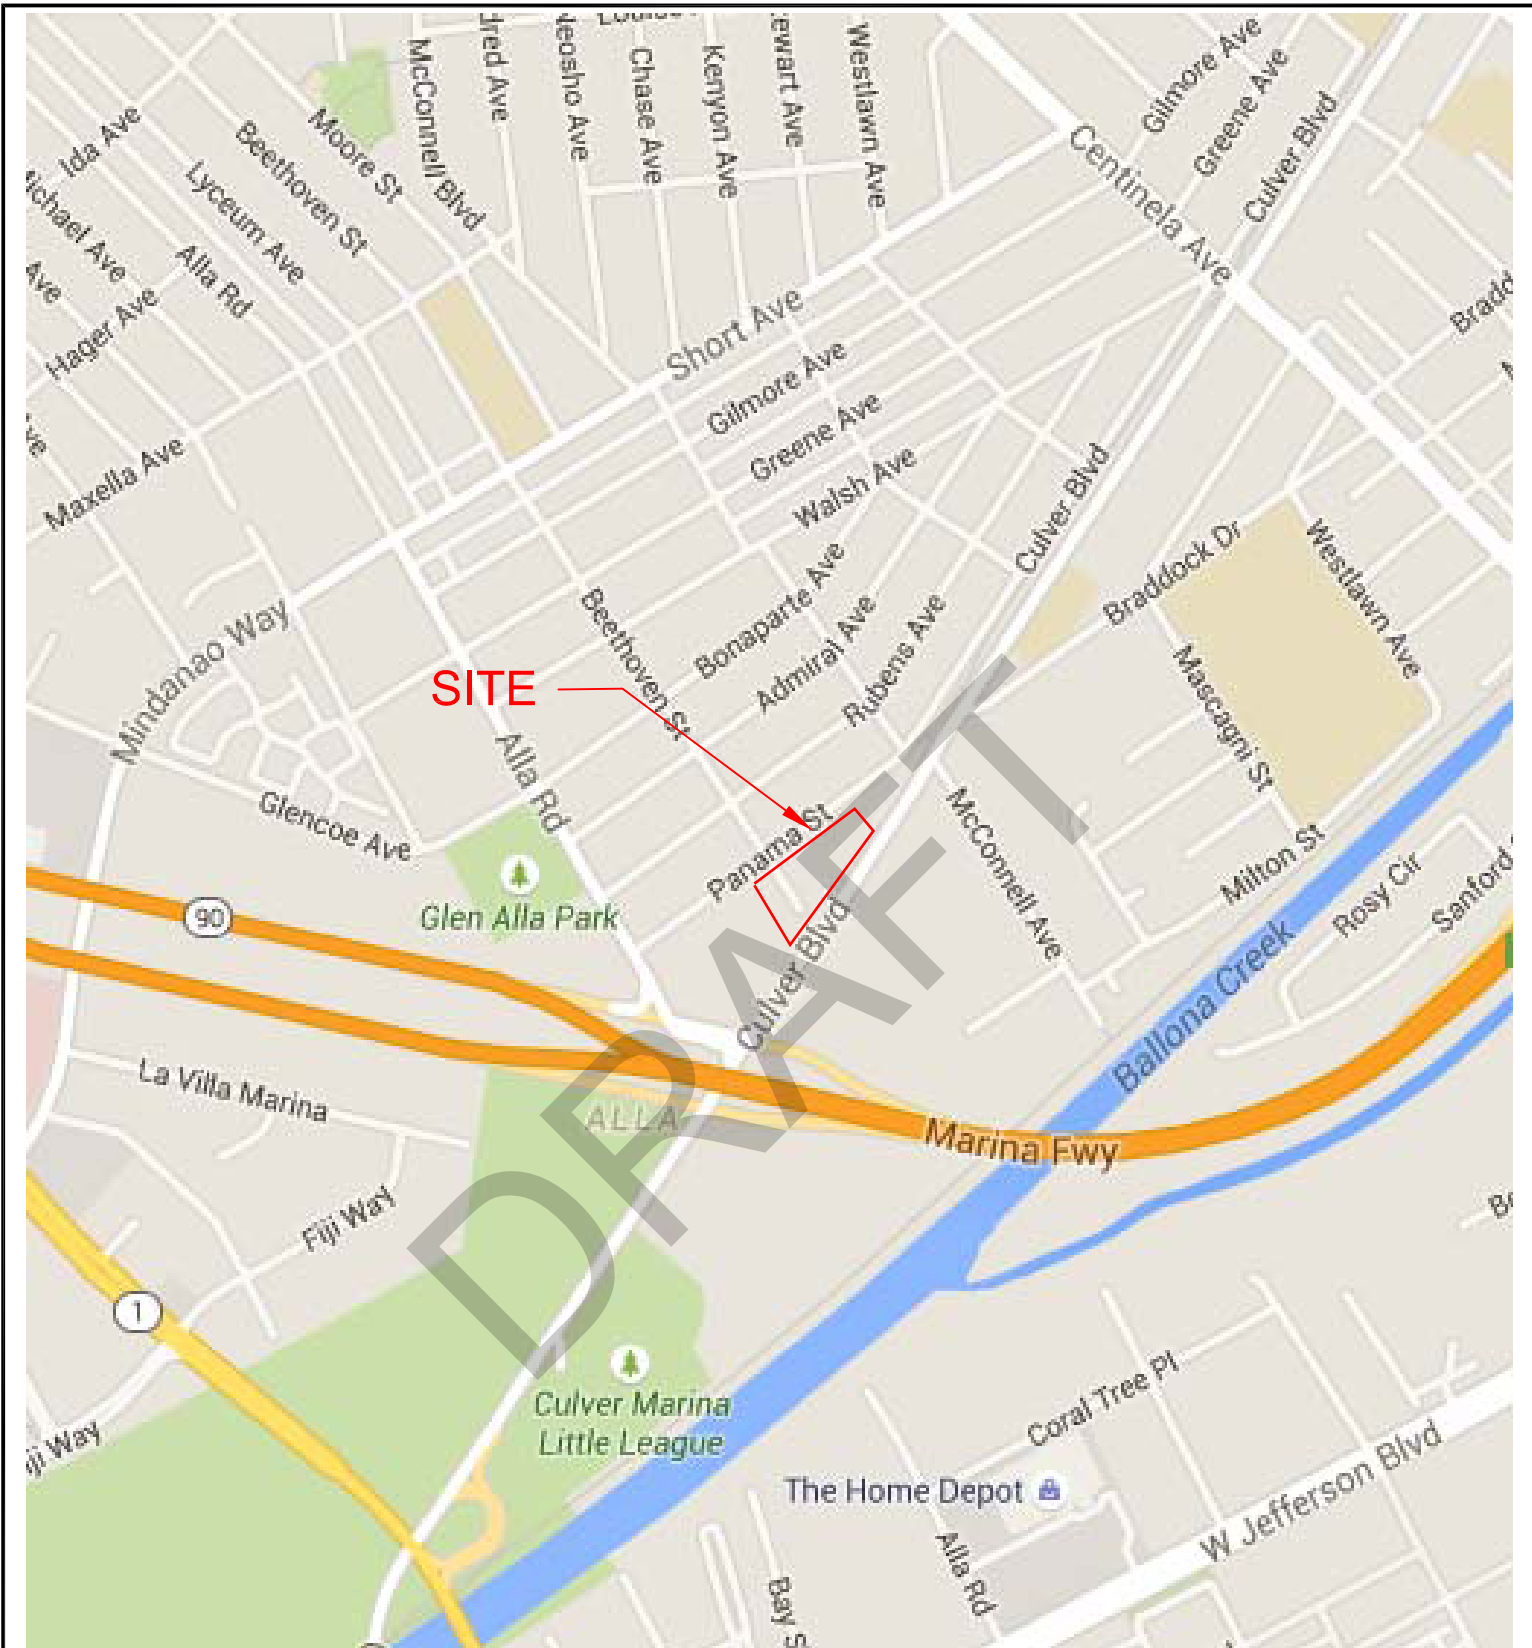 McConnell Blvd
Chase Ave
Kenyon Ave
Westlawn Ave
Gilmore Ave
Greene Ave
Culver Blvd
Centinela Ave
Ida Ave
Moore St
Beethoven St
Lyceum Ave
Alla Rd
Hager Ave
Maxella Ave
Short Ave
Gilmore Ave
Greene Ave
Walsh Ave
Culver Blvd
Braddock Dr
Westlawn Ave
Mascagni St
Bonaparte Ave
Admiral Ave
Rubens Ave
Beethoven St
Mindanao Way
SITE
Alla Rd
Glencoe Ave
Panama St
McConnell Ave
Milton St
Rosy Cir
Sanford
90
Glen Alla Park
Culver Blvd
Ballona Creek
La Villa Marina
ALLA
Marina Fwy
DRAFT
Fiji Way
1
Culver Marina
Little League
Coral Tree Pl
The Home Depot
W Jefferson Blvd
Alla Rd